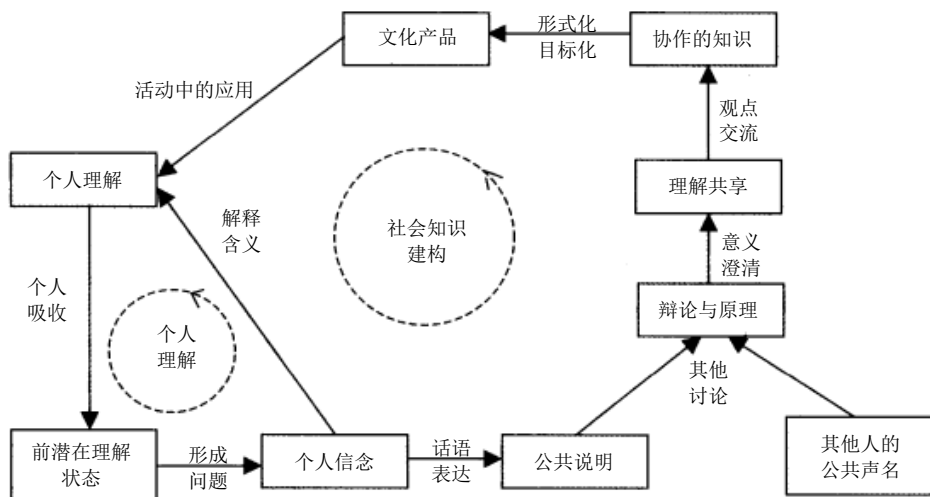 文化产品
形式化
目标化
协作的知识
活动中的应用
观点
交流
个人理解
理解共享
解释
含义
社会知识
建构
意义
澄清
个人
吸收
个人
理解
辩论与原理
其他
讨论
前潜在理解
状态
形成
问题
个人信念
话语
表达
公共说明
其他人的
公共声名